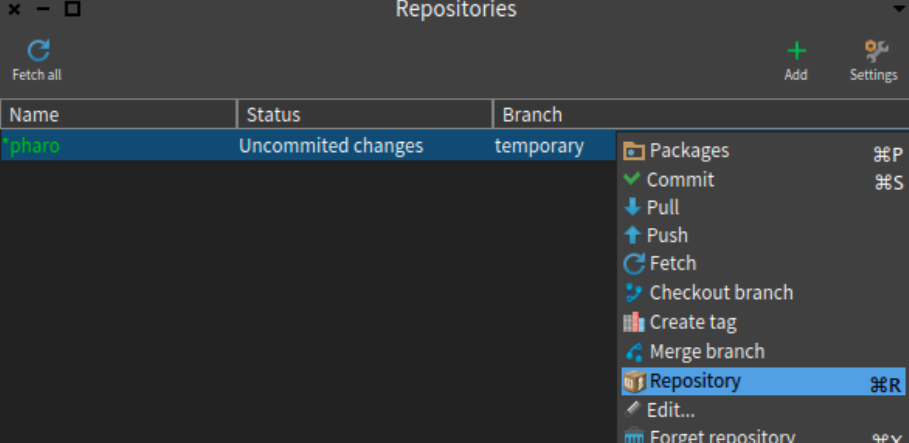 Repositories
Fetch all
Add
Settings
Name Status Branch
*pharo Uncommited changes temporary
Packages ⌘P
Commit ⌘S
Pull
Push
Fetch
Checkout branch
Create tag
Merge branch
Repository ⌘R
Edit...
Forget repository ⌘X